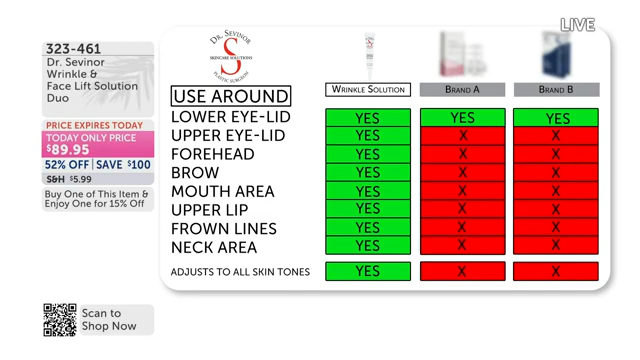 LIVE
323-461
Dr. Sevinor
Wrinkle &
Face Lift Solution
Duo
PRICE EXPIRES TODAY
TODAY ONLY PRICE
$89.95
52% OFF | SAVE $100
S&H $5.99
Buy One of This Item &
Enjoy One for 15% Off
Scan to
Shop Now
DR. SEVINOR
SKINCARE SOLUTIONS
PLASTIC SURGEON
USE AROUND WRINKLE SOLUTION BRAND A BRAND B
LOWER EYE-LID YES YES YES
UPPER EYE-LID YES X X
FOREHEAD YES X X
BROW YES X X
MOUTH AREA YES X X
UPPER LIP YES X X
FROWN LINES YES X X
NECK AREA YES X X
ADJUSTS TO ALL SKIN TONES YES X X